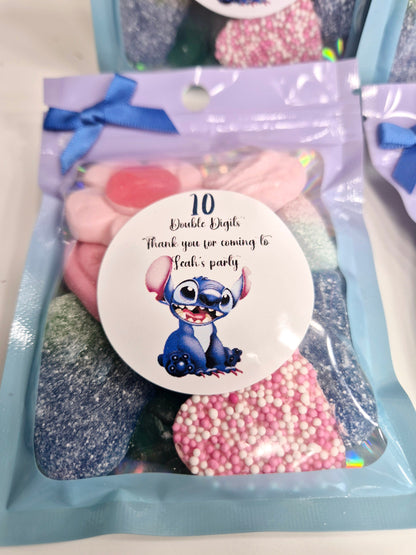 10
Double Digits
Thank you for coming to
Leah's party